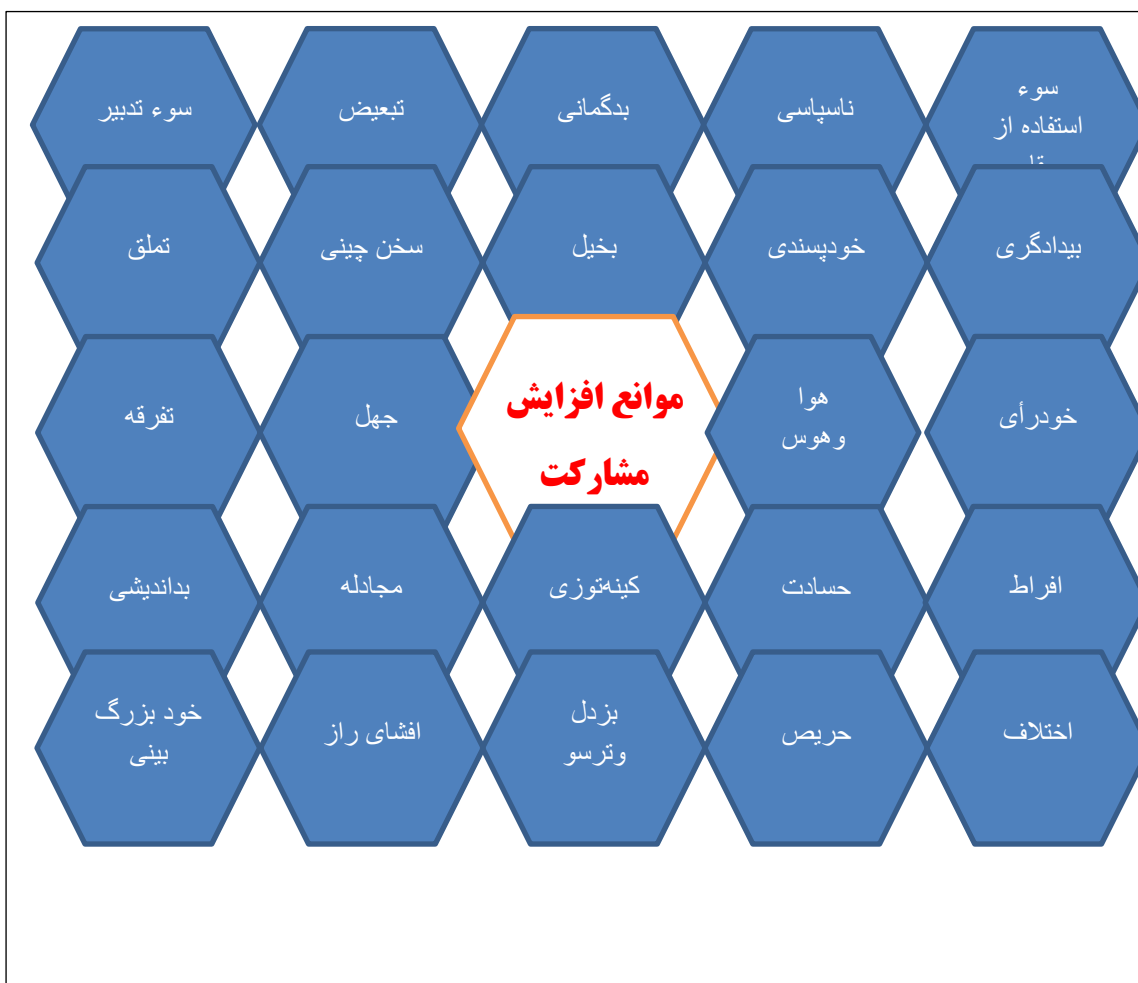 سوء
استفاده از
ناسپاسی
بدگمانی
تبعیض
سوء تدبیر
بیدادگری
خودپسندی
بخیل
سخن چینی
تملق
خودرأی
هوا
وهوس
موانع افزایش
مشارکت
جهل
تفرقه
افراط
حسادت
کینه‌توزی
مجادله
بداندیشی
اختلاف
حریص
بزدل
وترسو
افشای راز
خود بزرگ
بینی